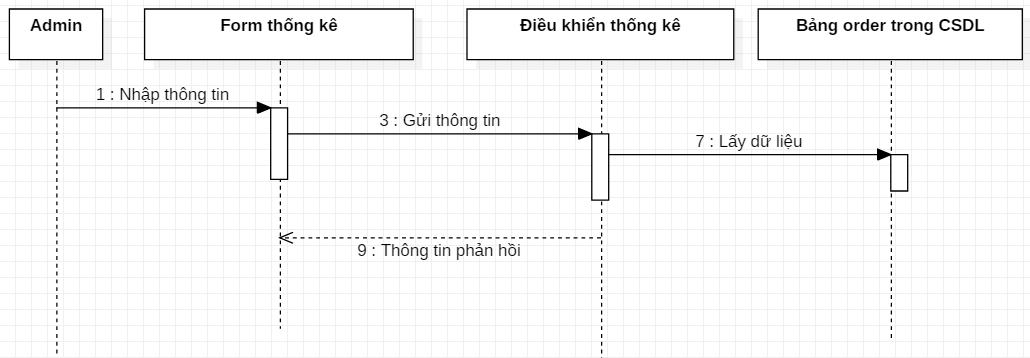 Admin
Form thống kê
Điều khiển thống kê
Bảng order trong CSDL
1 : Nhập thông tin
3 : Gửi thông tin
7 : Lấy dữ liệu
9 : Thông tin phản hồi